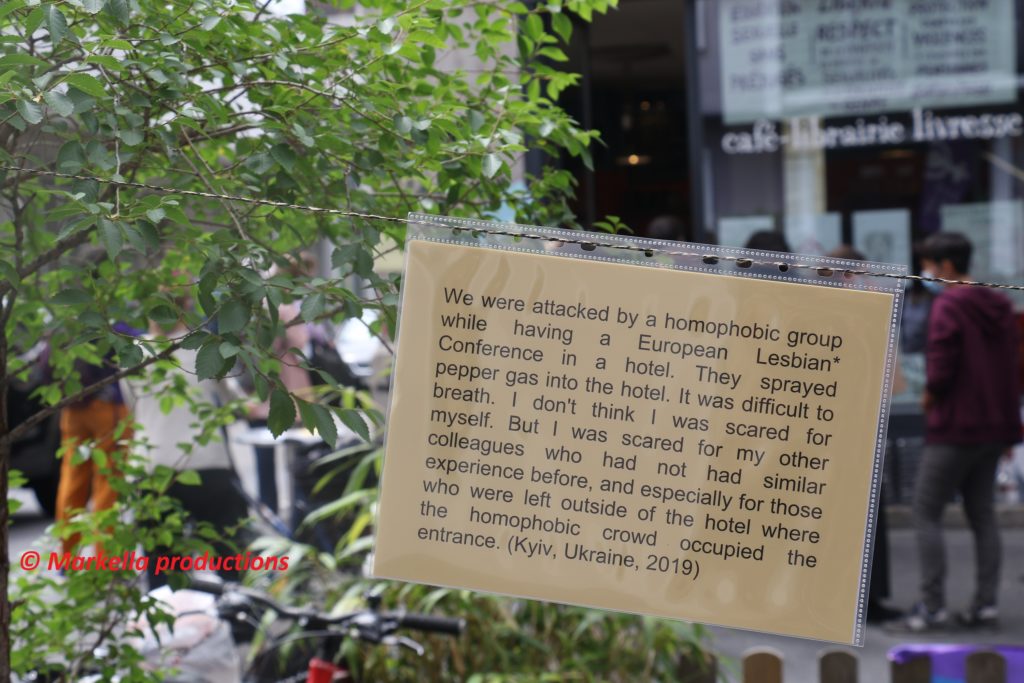 RESPECT
café-librairie livresse
We were attacked by a homophobic group
while having a European Lesbian*
Conference in a hotel. They sprayed
pepper gas into the hotel. It was difficult to
breath. I don't think I was scared for
myself. But I was scared for my other
colleagues who had not had similar
experience before, and especially for those
who were left outside of the hotel where
the homophobic crowd occupied the
entrance. (Kyiv, Ukraine, 2019)
© Markella productions